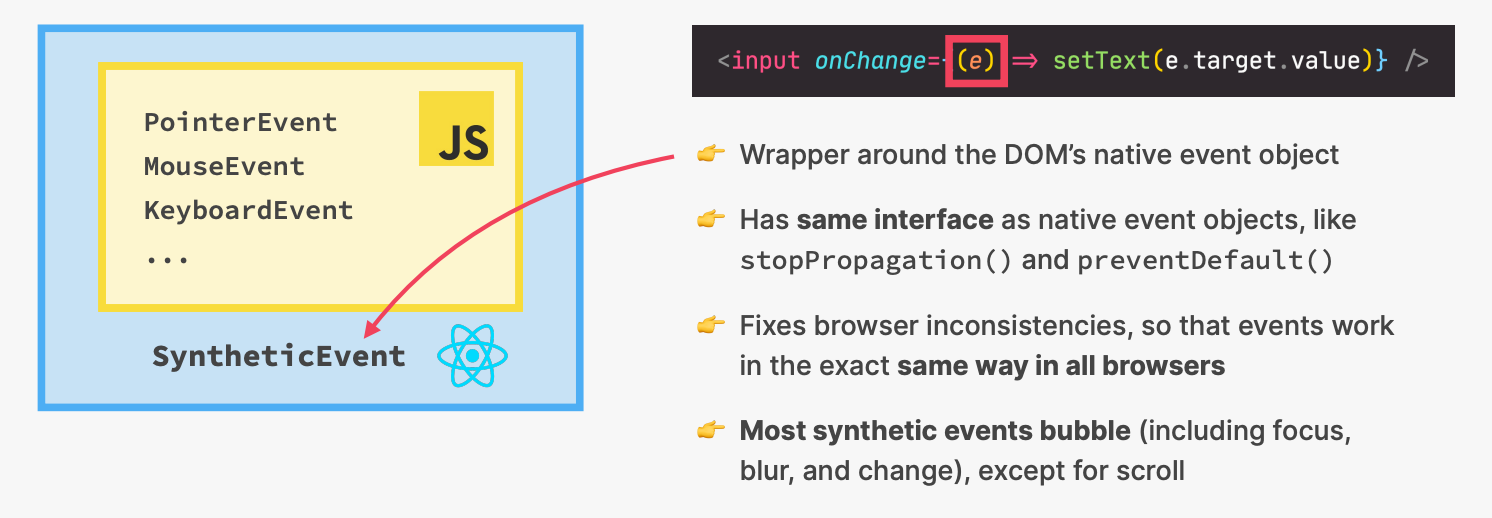 PointerEvent
MouseEvent
KeyboardEvent
...
JS
SyntheticEvent
<input onChange={(e) => setText(e.target.value)} />
👉 Wrapper around the DOM’s native event object
👉 Has same interface as native event objects, like
stopPropagation() and preventDefault()
👉 Fixes browser inconsistencies, so that events work
in the exact same way in all browsers
👉 Most synthetic events bubble (including focus,
blur, and change), except for scroll